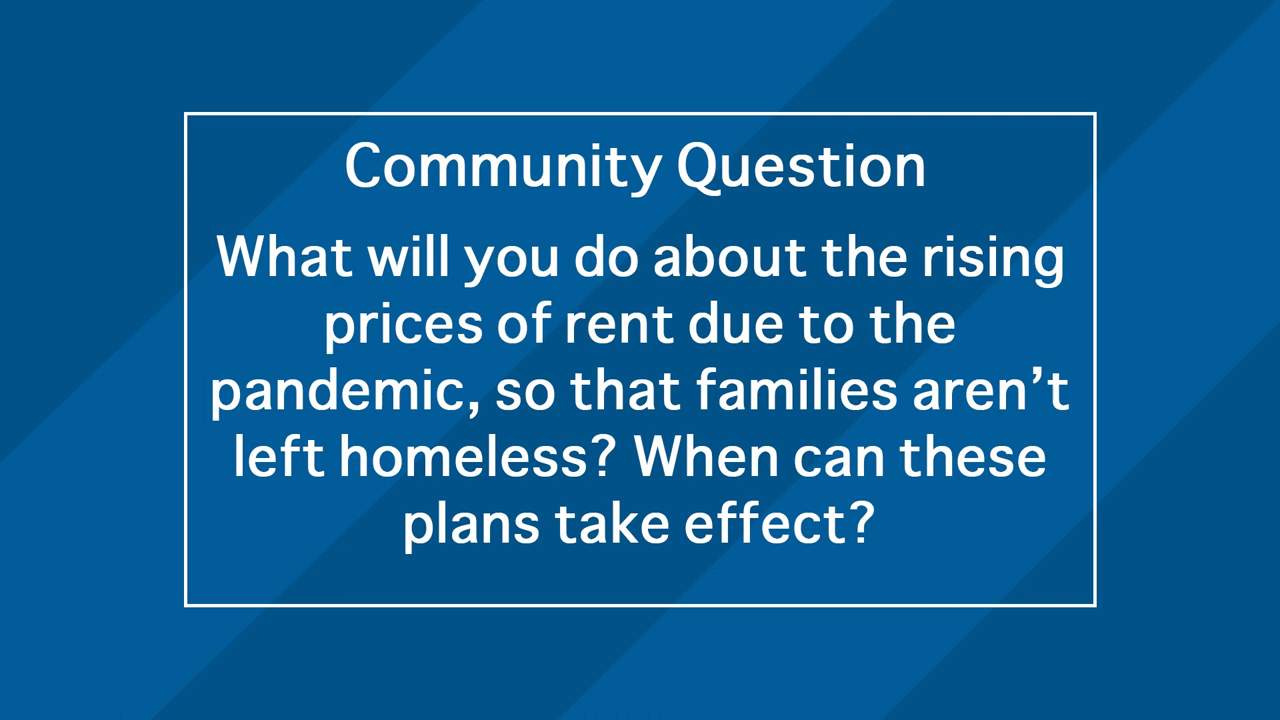 Community Question
What will you do about the rising
prices of rent due to the
pandemic, so that families aren’t
left homeless? When can these
plans take effect?